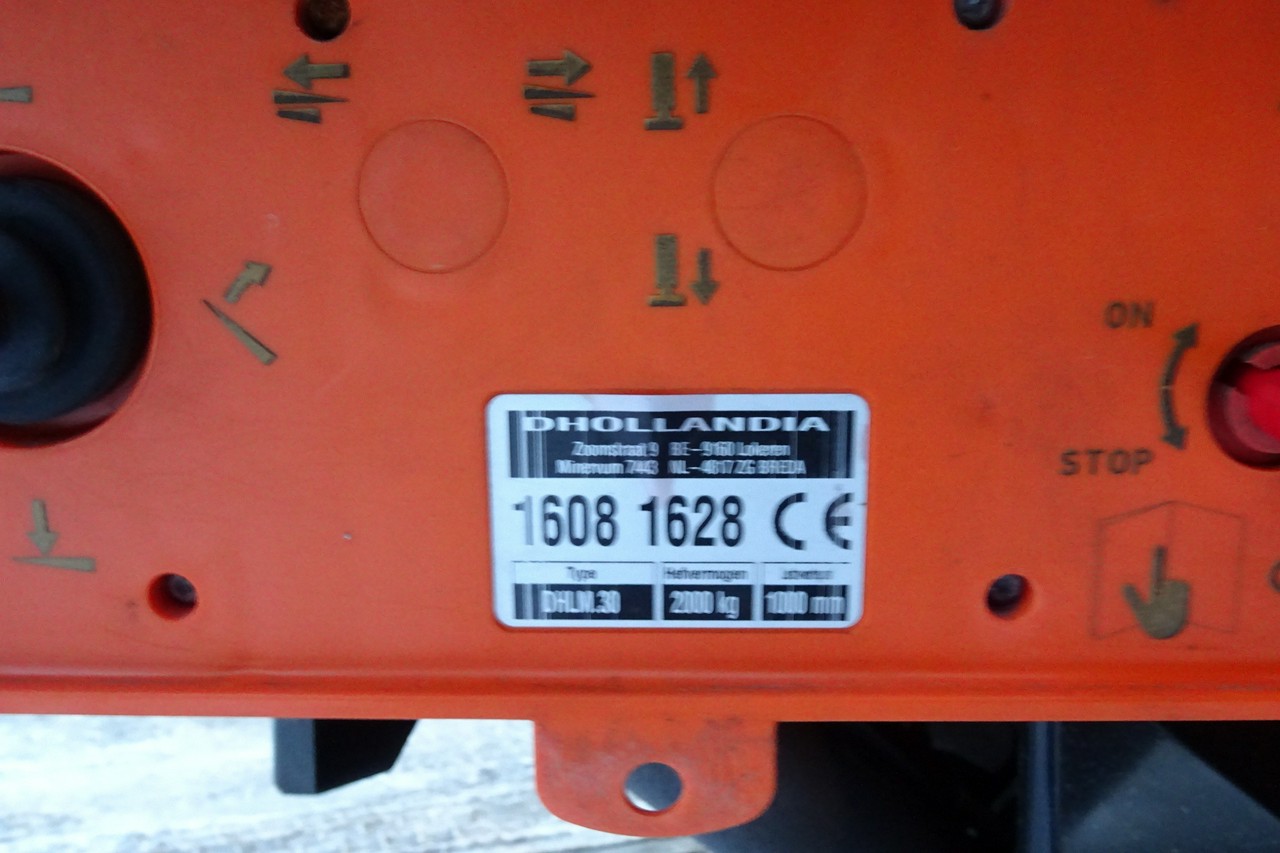 ON
STOP
DHOLLANDIA
Zoomstraat 9 BE-9160 Lokeren
Minervum 7443 NL-4817 ZG BREDA
1608 1628 CE
Type Hefvermogen
DHLM.30 2000 kg 1000 mm